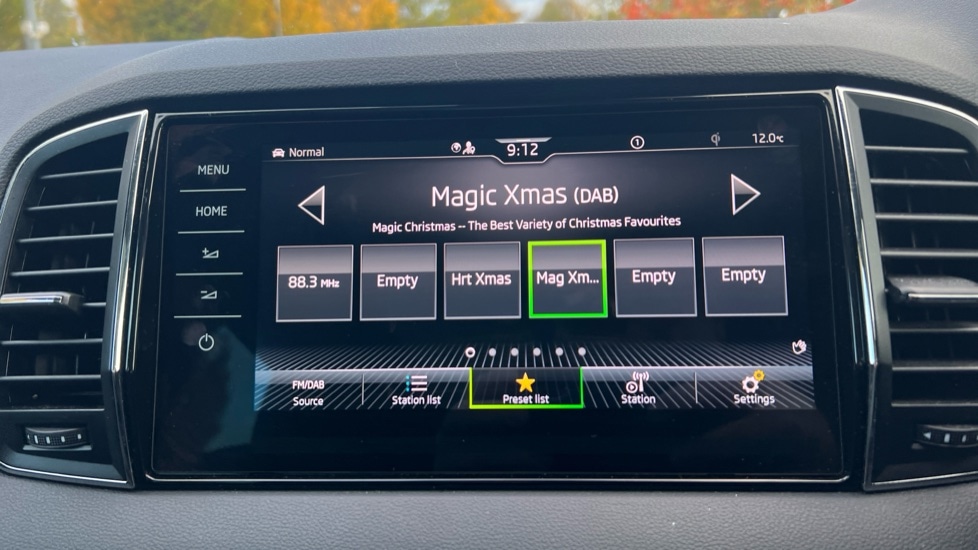 Normal
9:12
1
12.0°C
MENU
HOME
Magic Xmas (DAB)
Magic Christmas -- The Best Variety of Christmas Favourites
88.3 MHz
Empty
Hrt Xmas
Mag Xm...
Empty
Empty
FM/DAB
Source
Station list
Preset list
Station
Settings